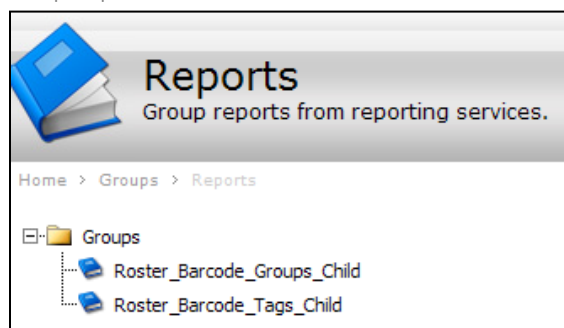 Reports
Group reports from reporting services.
Home > Groups > Reports
Groups
Roster_Barcode_Groups_Child
Roster_Barcode_Tags_Child